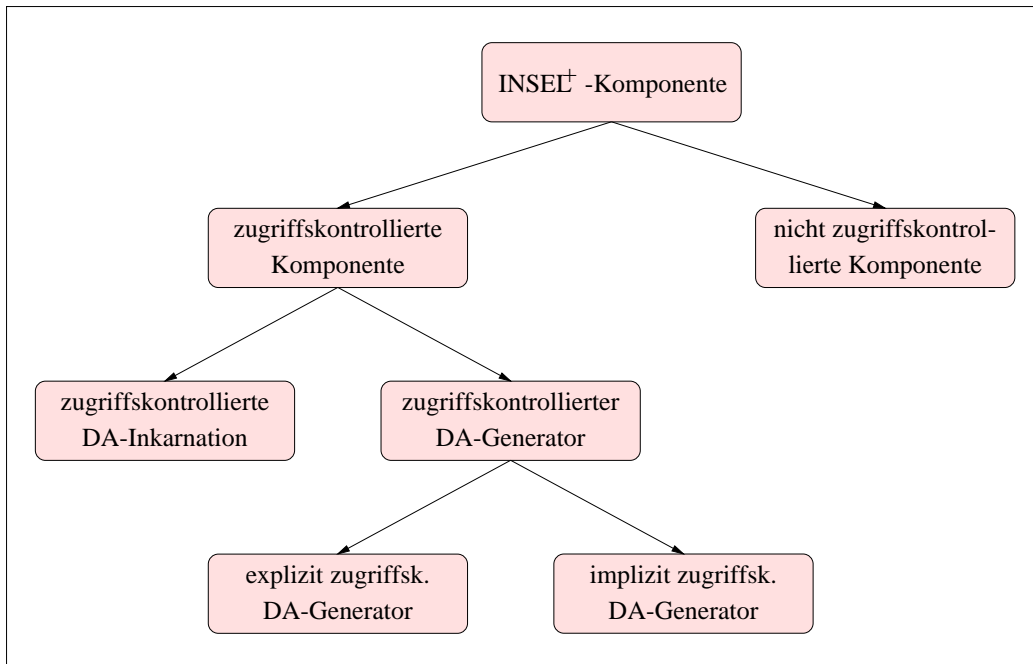 INSEL+ -Komponente
zugriffskontrollierte
Komponente
nicht zugriffskontrol-
lierte Komponente
zugriffskontrollierte
DA-Inkarnation
zugriffskontrollierter
DA-Generator
explizit zugriffsk.
DA-Generator
implizit zugriffsk.
DA-Generator